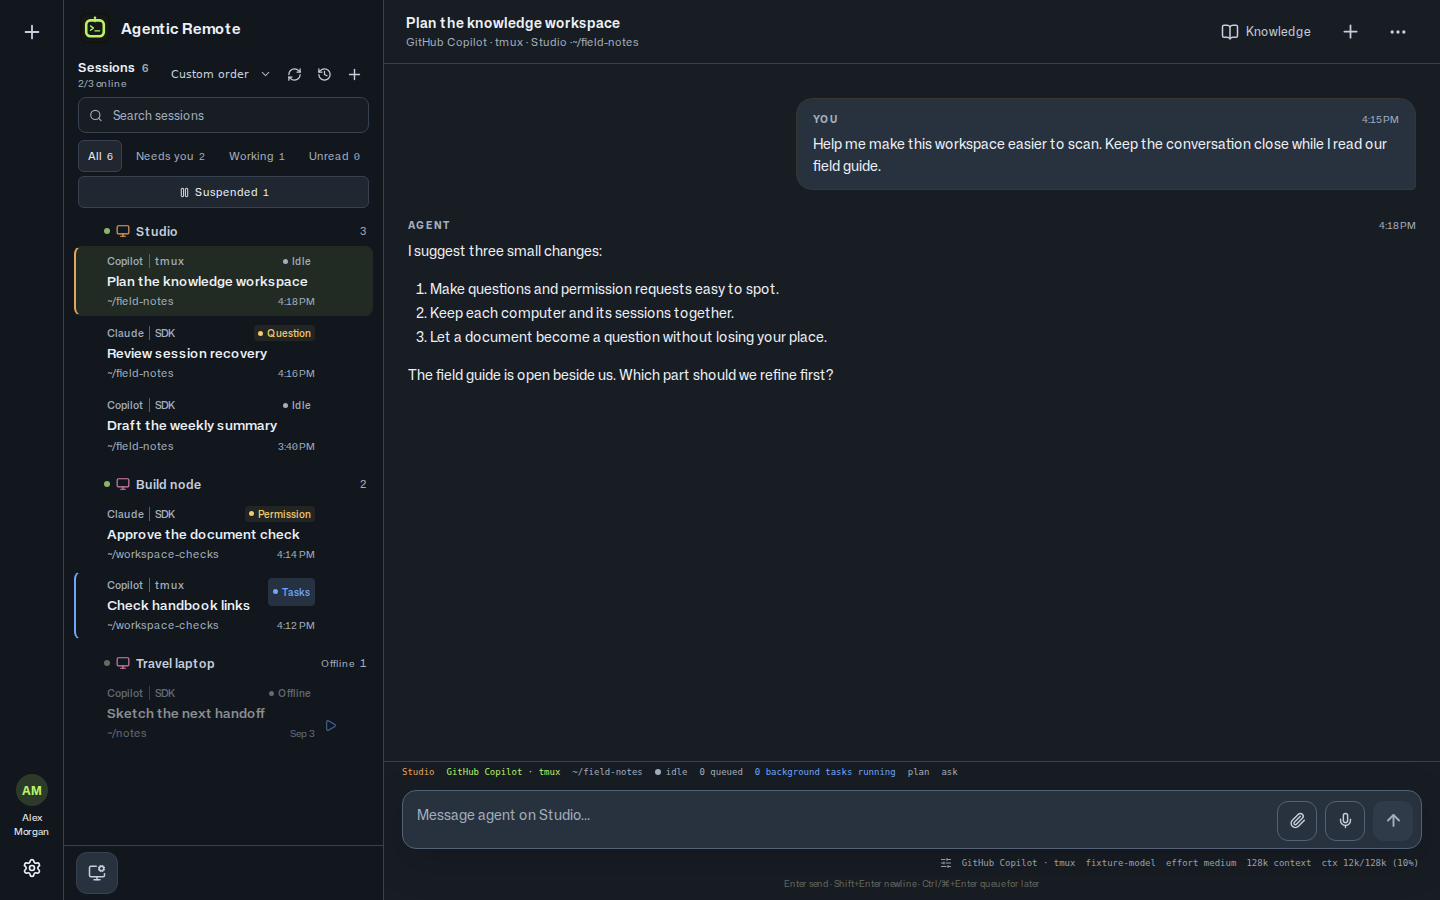 Agentic Remote
Sessions 6
2/3 online
Custom order
Search sessions
All 6
Needs you 2
Working 1
Unread 0
Suspended 1
Studio 3
Copilot | tmux Idle
Plan the knowledge workspace
~/field-notes 4:18 PM
Claude | SDK Question
Review session recovery
~/field-notes 4:16 PM
Copilot | SDK Idle
Draft the weekly summary
~/field-notes 3:40 PM
Build node 2
Claude | SDK Permission
Approve the document check
~/workspace-checks 4:14 PM
Copilot | tmux Tasks
Check handbook links
~/workspace-checks 4:12 PM
Travel laptop Offline 1
Copilot | SDK Offline
Sketch the next handoff
~/notes Sep 3
AM
Alex
Morgan
Plan the knowledge workspace
GitHub Copilot · tmux · Studio · ~/field-notes
Knowledge
YOU 4:15 PM
Help me make this workspace easier to scan. Keep the conversation close while I read our
field guide.
AGENT 4:18 PM
I suggest three small changes:
1. Make questions and permission requests easy to spot.
2. Keep each computer and its sessions together.
3. Let a document become a question without losing your place.
The field guide is open beside us. Which part should we refine first?
Studio GitHub Copilot · tmux ~/field-notes idle 0 queued 0 background tasks running plan ask
Message agent on Studio...
GitHub Copilot · tmux fixture-model effort medium 128k context ctx 12k/128k (10%)
Enter send · Shift+Enter newline · Ctrl/⌘+Enter queue for later